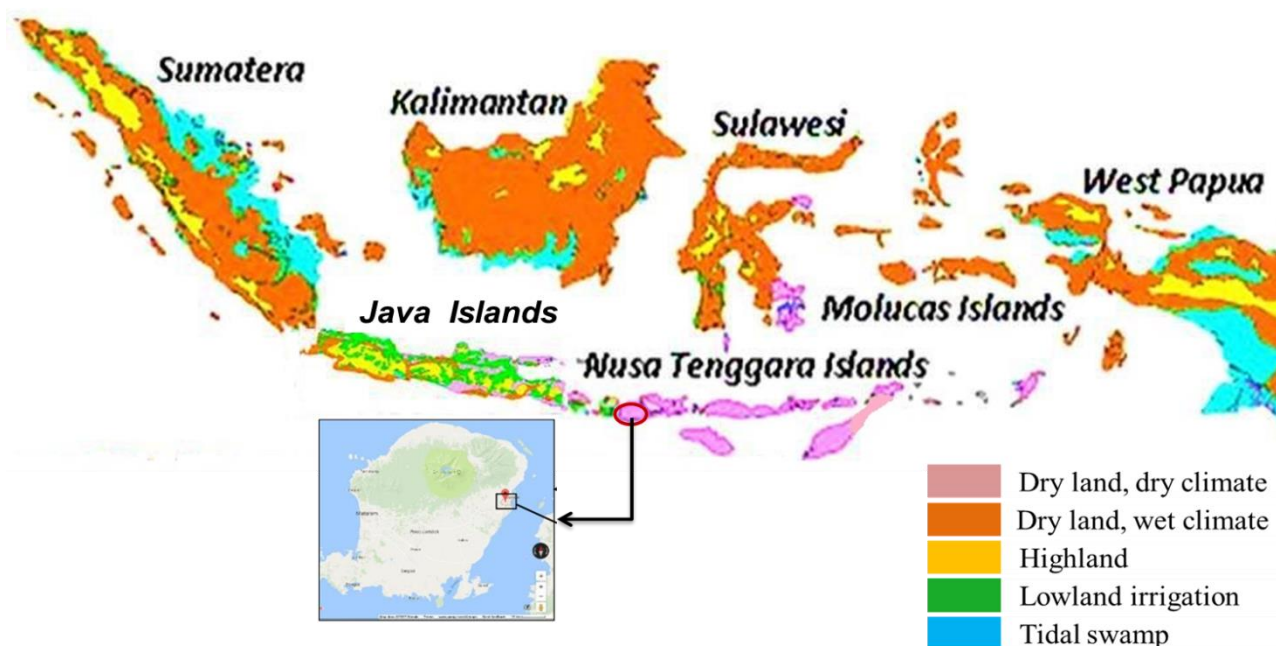 Sumatera
Kalimantan
Sulawesi
West Papua
Java Islands
Molucas Islands
Nusa Tenggara Islands
Dry land, dry climate
Dry land, wet climate
Highland
Lowland irrigation
Tidal swamp